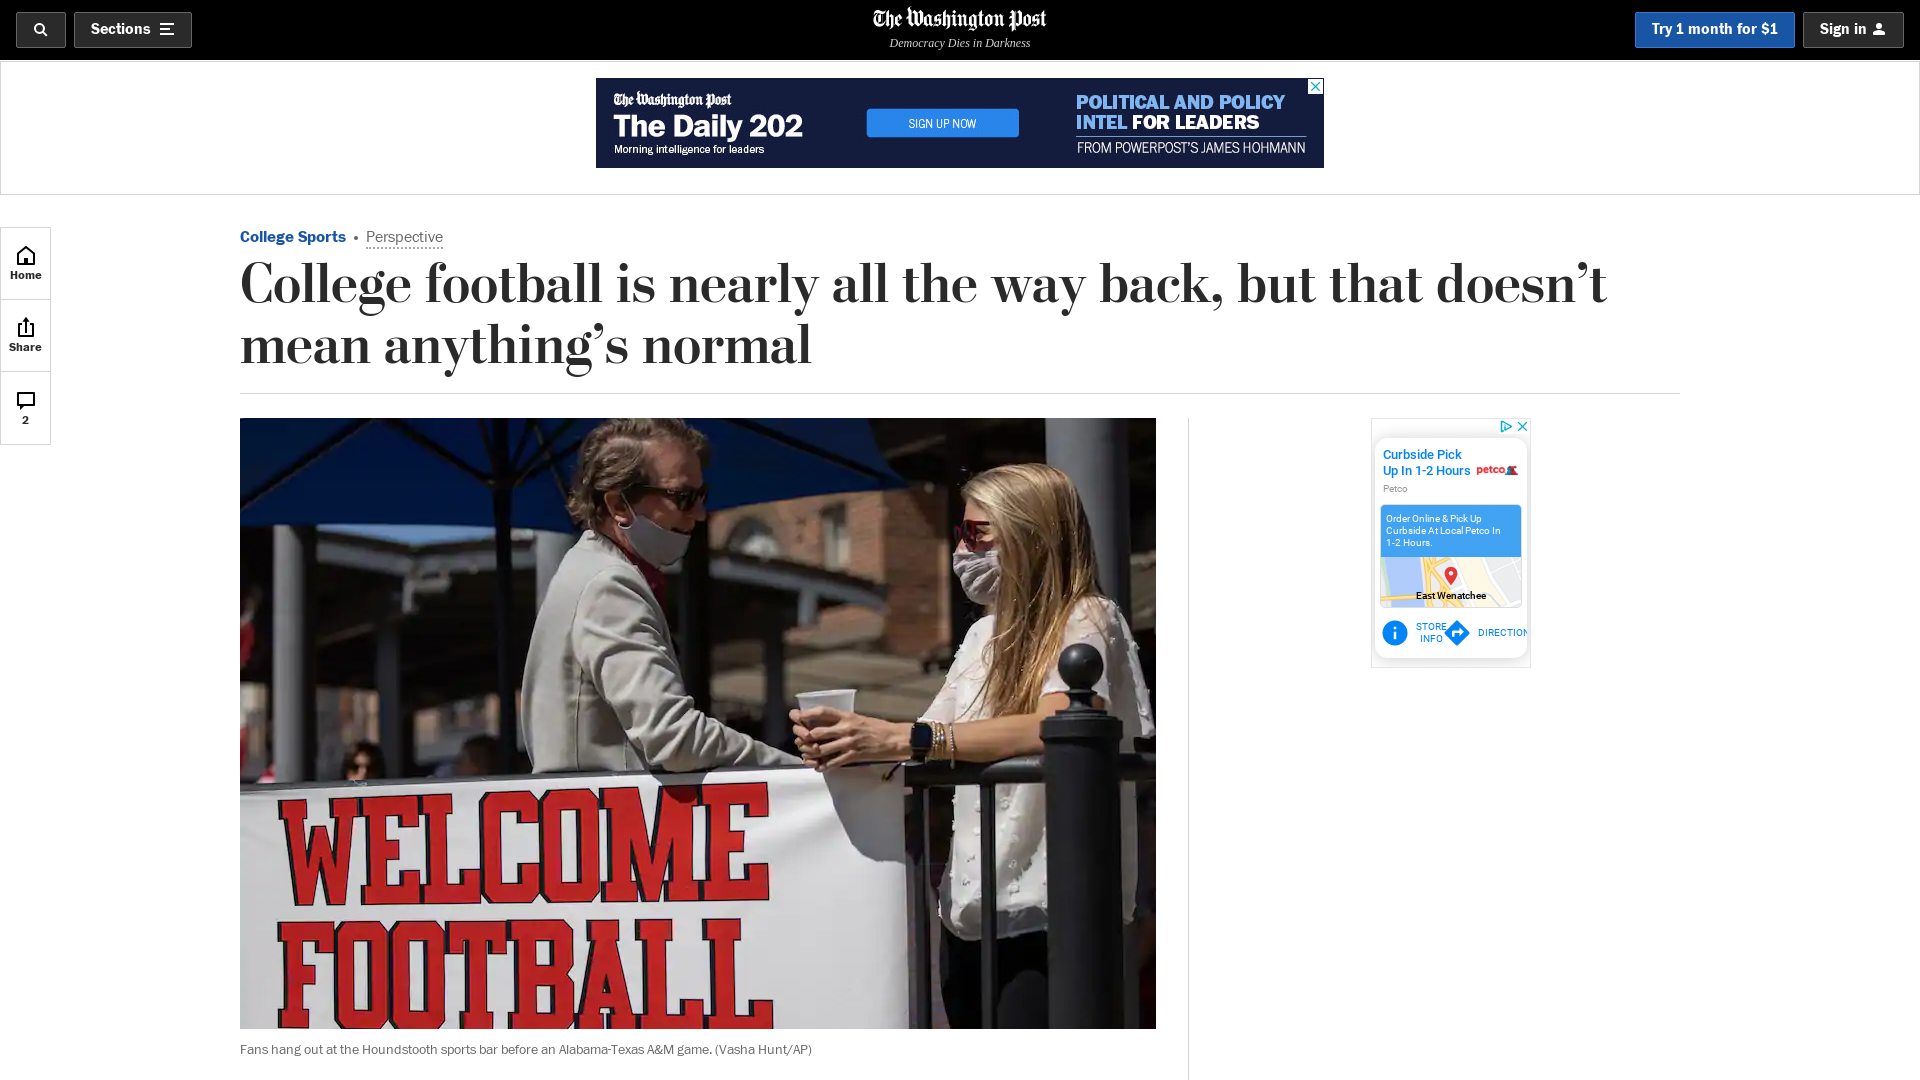 Sections
The Washington Post
Democracy Dies in Darkness
Try 1 month for $1
Sign in
The Washington Post
The Daily 202
Morning intelligence for leaders
SIGN UP NOW
POLITICAL AND POLICY
INTEL FOR LEADERS
FROM POWERPOST'S JAMES HOHMANN
Home
Share
2
College Sports • Perspective
College football is nearly all the way back, but that doesn’t
mean anything’s normal
WELCOME
FOOTBALL
Fans hang out at the Houndstooth sports bar before an Alabama-Texas A&M game. (Vasha Hunt/AP)
Curbside Pick
Up In 1-2 Hours
petco
Petco
Order Online & Pick Up
Curbside At Local Petco In
1-2 Hours.
East Wenatchee
STORE
INFO
DIRECTION